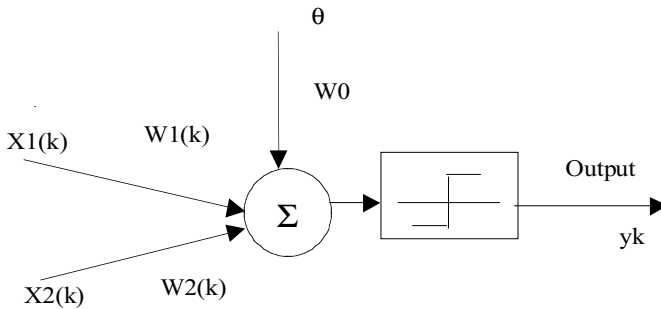 θ
W0
W1(k)
X1(k)
Output
Σ
yk
W2(k)
X2(k)